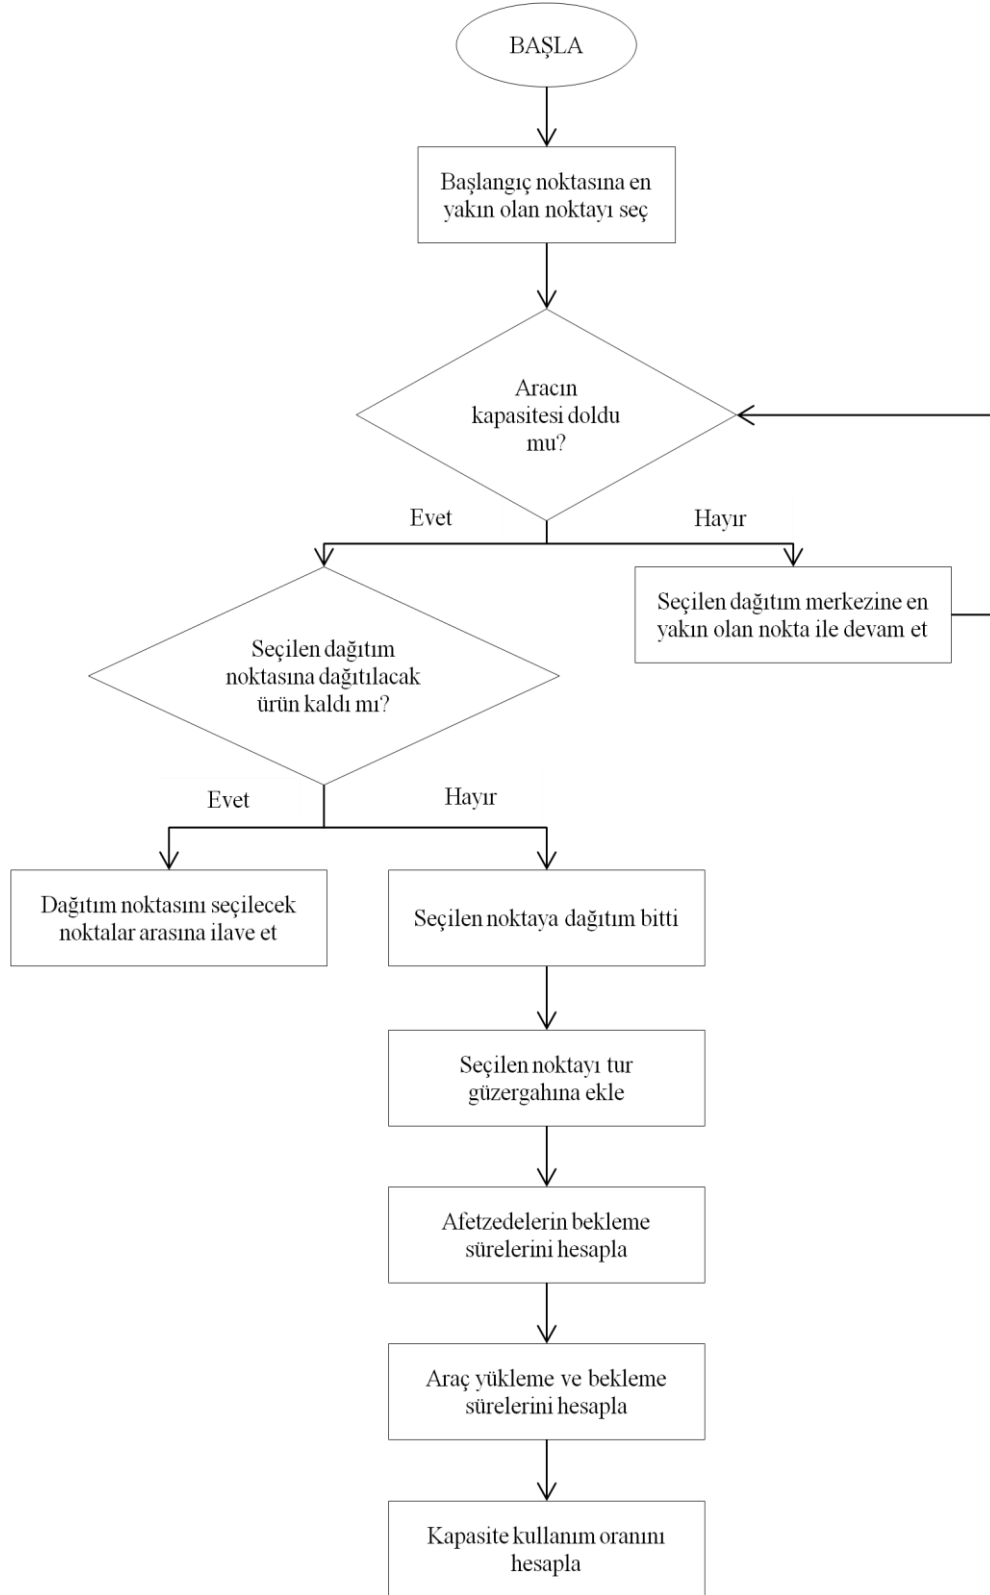 BAŞLA
Başlangıç noktasına en
yakın olan noktayı seç
Aracın
kapasitesi doldu
mu?
Evet
Hayır
Seçilen dağıtım merkezine en
yakın olan nokta ile devam et
Seçilen dağıtım
noktasına dağıtılacak
ürün kaldı mı?
Evet
Hayır
Dağıtım noktasını seçilecek
noktalar arasına ilave et
Seçilen noktaya dağıtım bitti
Seçilen noktayı tur
güzergahına ekle
Afetzedelerin bekleme
sürelerini hesapla
Araç yükleme ve bekleme
sürelerini hesapla
Kapasite kullanım oranını
hesapla